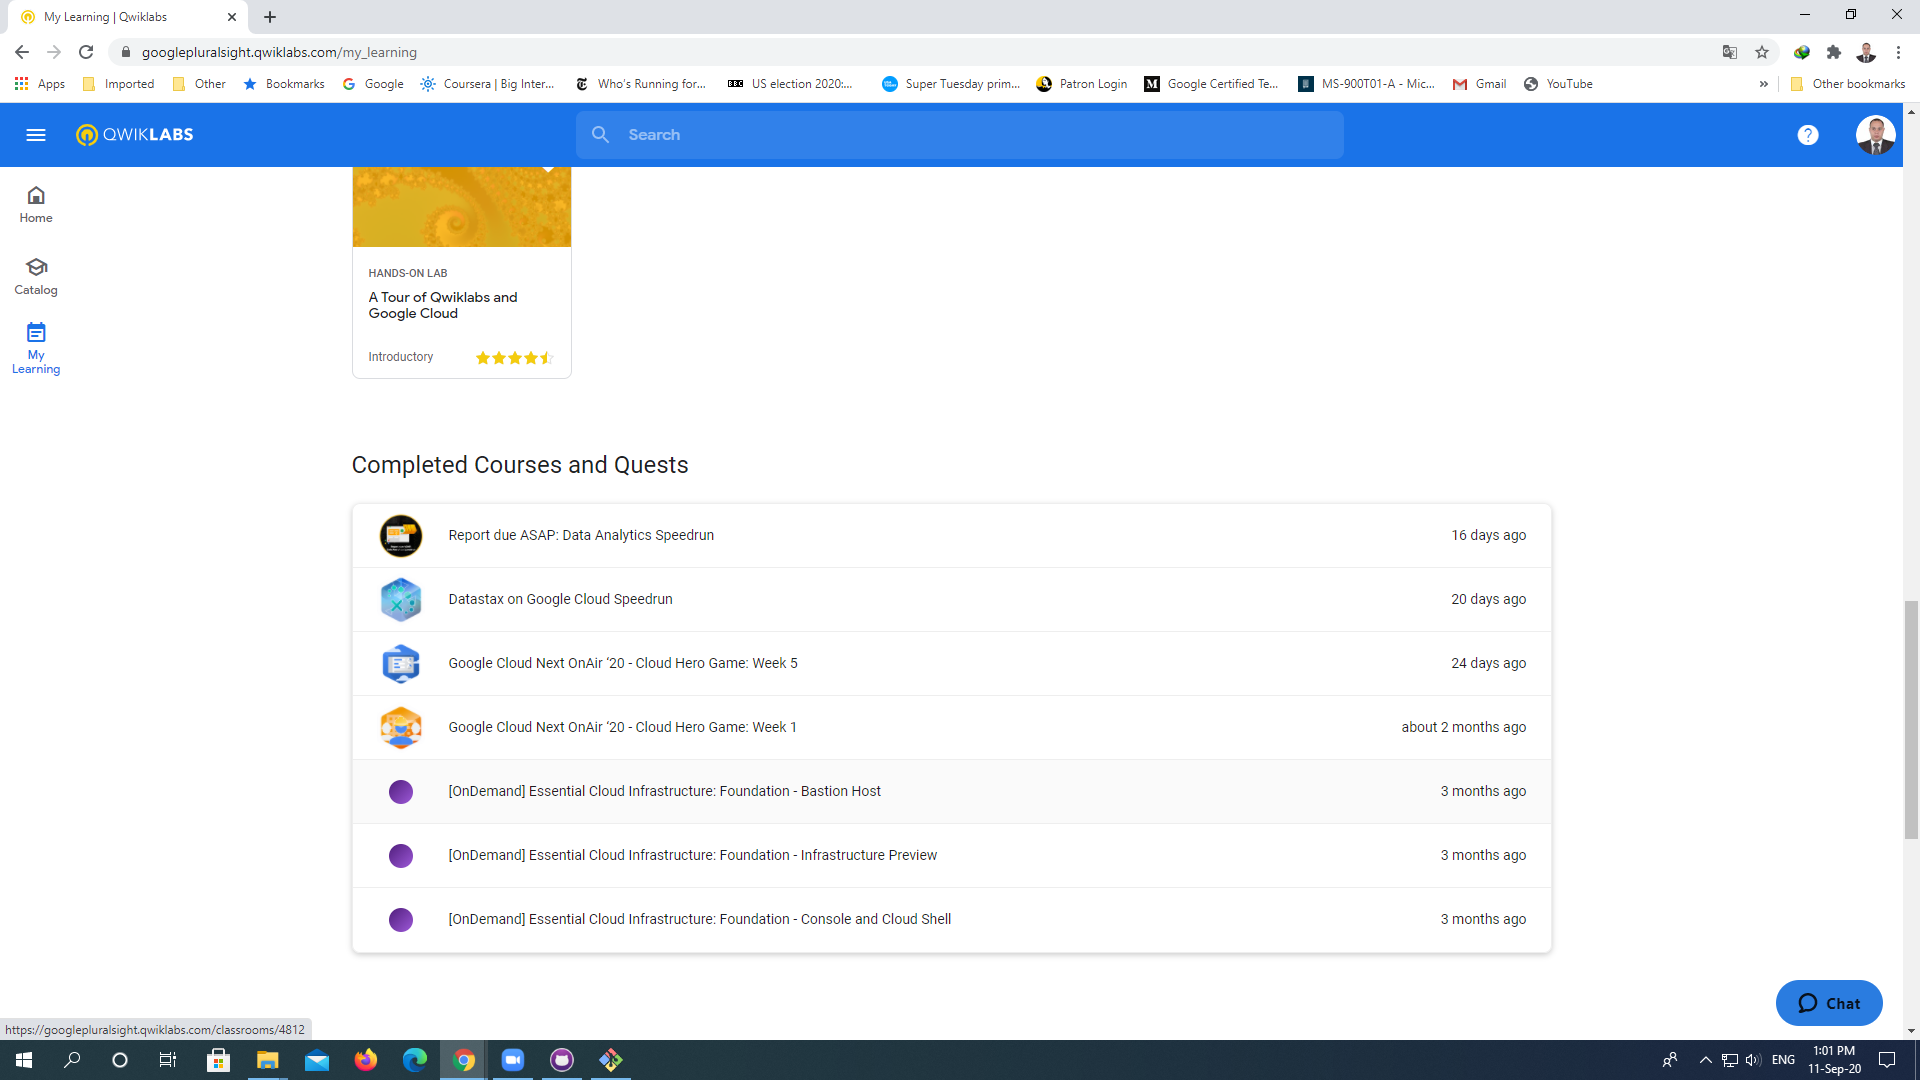 My Learning | Qwiklabs
googlepluralsight.qwiklabs.com/my_learning
Apps Imported Other Bookmarks Google Coursera | Big Inter... Who's Running for... BBC US election 2020:... Super Tuesday prim... Patron Login Google Certified Te... MS-900T01-A - Mic... Gmail YouTube » Other bookmarks
QWIKLABS Search
Home
Catalog
My
Learning
HANDS-ON LAB
A Tour of Qwiklabs and
Google Cloud
Introductory
Completed Courses and Quests
Report due ASAP: Data Analytics Speedrun 16 days ago
Datastax on Google Cloud Speedrun 20 days ago
Google Cloud Next OnAir ‘20 - Cloud Hero Game: Week 5 24 days ago
Google Cloud Next OnAir ‘20 - Cloud Hero Game: Week 1 about 2 months ago
[OnDemand] Essential Cloud Infrastructure: Foundation - Bastion Host 3 months ago
[OnDemand] Essential Cloud Infrastructure: Foundation - Infrastructure Preview 3 months ago
[OnDemand] Essential Cloud Infrastructure: Foundation - Console and Cloud Shell 3 months ago
Chat
https://googlepluralsight.qwiklabs.com/classrooms/4812
ENG 1:01 PM
11-Sep-20